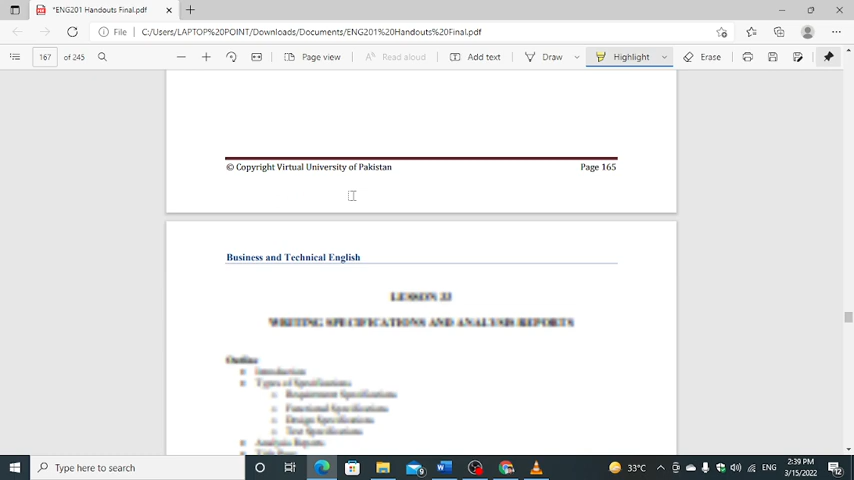 *ENG201 Handouts Final.pdf
File
C:/Users/LAPTOP%20POINT/Downloads/Documents/ENG201%20Handouts%20Final.pdf
167 of 245
Page view
Read aloud
Add text
Draw
Highlight
Erase
© Copyright Virtual University of Pakistan
Page 165
Business and Technical English
LESSON 33
WRITING SPECIFICATIONS AND ANALYSIS REPORTS
Outline
Introduction
Types of Specifications
Requirement Specifications
Functional Specifications
Design Specifications
Test Specifications
Analysis Reports
Type here to search
9
33°C
ENG
2:39 PM
3/15/2022
12